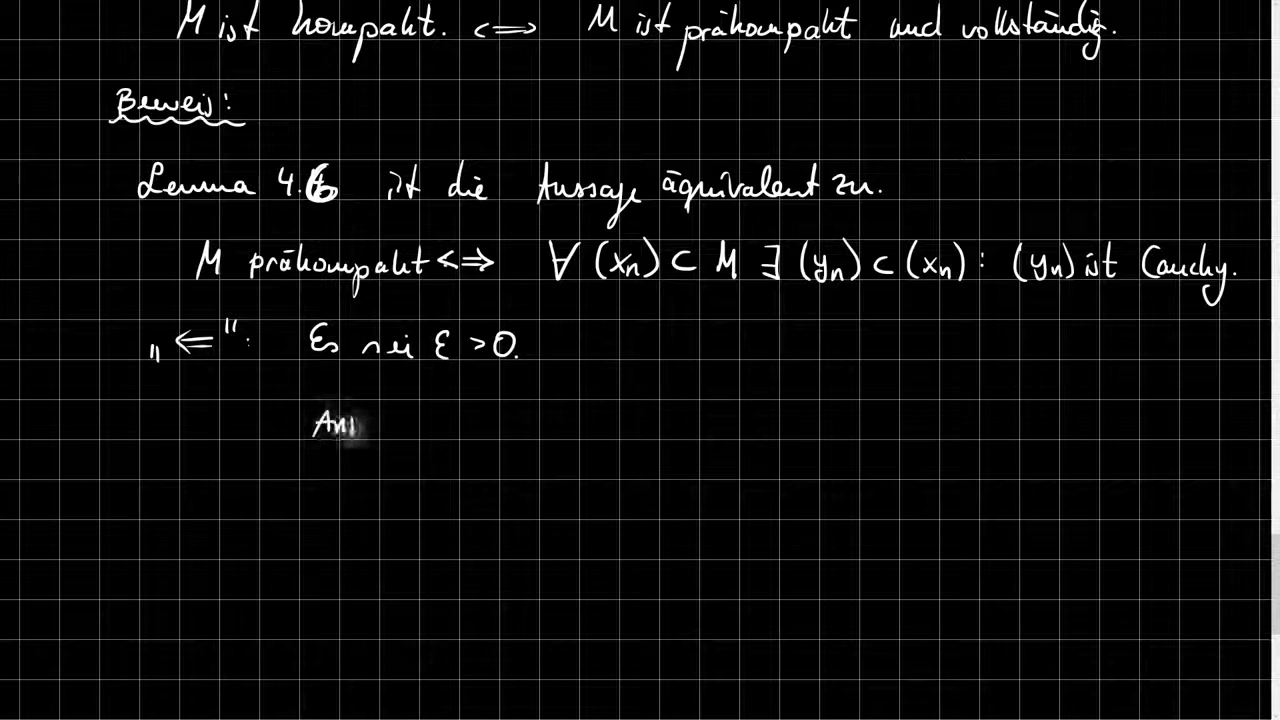 M ist kompakt. <=> M ist präkompakt und vollständig.
Beweis:
Lemma 4.6 ist die Aussage äquivalent zu.
M präkompakt <=> ∀ (xₙ) ⊂ M ∃ (yₙ) ⊂ (xₙ) : (yₙ) ist Cauchy.
„<=": Es sei ε > 0.
Ann